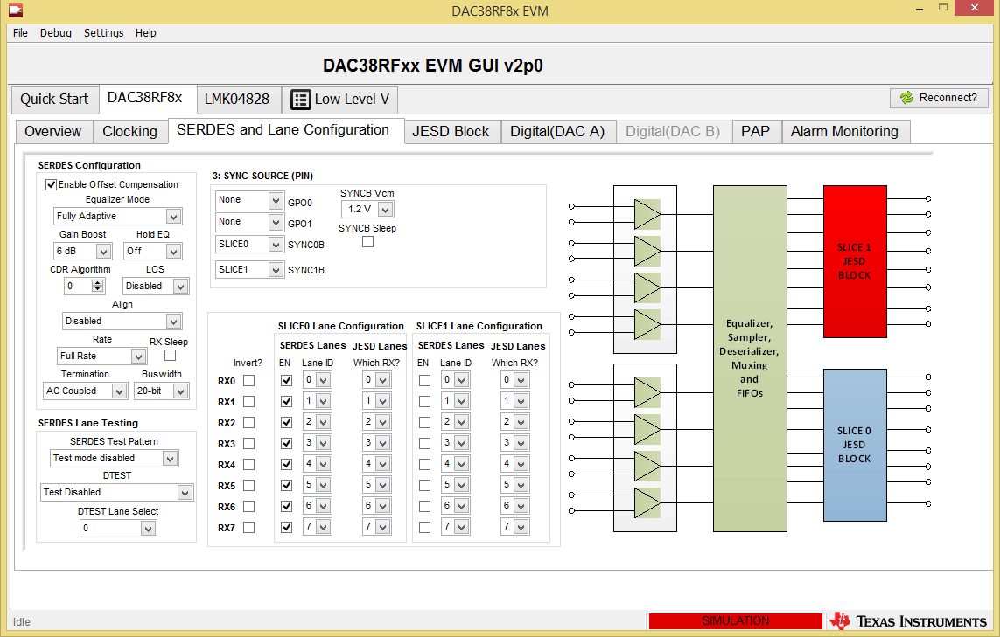 DAC38RF8x EVM
File Debug Settings Help
DAC38RFxx EVM GUI v2p0
Quick Start DAC38RF8x LMK04828 Low Level V Reconnect?
Overview Clocking SERDES and Lane Configuration JESD Block Digital(DAC A) Digital(DAC B) PAP Alarm Monitoring
SERDES Configuration
Enable Offset Compensation
Equalizer Mode
Fully Adaptive
Gain Boost Hold EQ
6 dB Off
CDR Algorithm LOS
0 Disabled
Align
Disabled
Rate RX Sleep
Full Rate
Termination Buswidth
AC Coupled 20-bit
SERDES Lane Testing
SERDES Test Pattern
Test mode disabled
DTEST
Test Disabled
DTEST Lane Select
0
3: SYNC SOURCE (PIN)
None GPO0
None GPO1
SLICE0 SYNC0B
SLICE1 SYNC1B
SYNCB Vcm
1.2 V
SYNCB Sleep
SLICE0 Lane Configuration SLICE1 Lane Configuration
SERDES Lanes JESD Lanes SERDES Lanes JESD Lanes
Invert? EN Lane ID Which RX? EN Lane ID Which RX?
RX0 0 0 0 0
RX1 1 1 1 1
RX2 2 2 2 2
RX3 3 3 3 3
RX4 4 4 4 4
RX5 5 5 5 5
RX6 6 6 6 6
RX7 7 7 7 7
Equalizer,
Sampler,
Deserializer,
Muxing
and
FIFOs
SLICE 1
JESD
BLOCK
SLICE 0
JESD
BLOCK
Idle SIMULATION TEXAS INSTRUMENTS